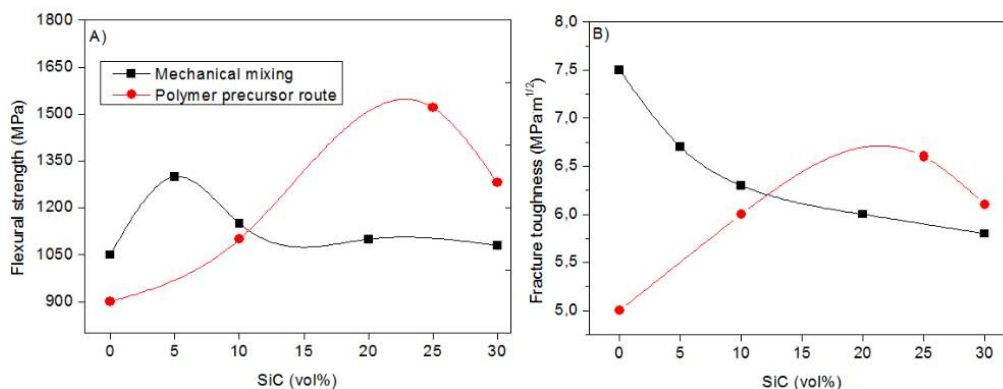 A)
Mechanical mixing
Polymer precursor route
Flexural strength (MPa)
1800
1650
1500
1350
1200
1050
900
0 5 10 15 20 25 30
SiC (vol%)
B)
Fracture toughness (MPam1/2)
8,0
7,5
7,0
6,5
6,0
5,5
5,0
0 5 10 15 20 25 30
SiC (vol%)